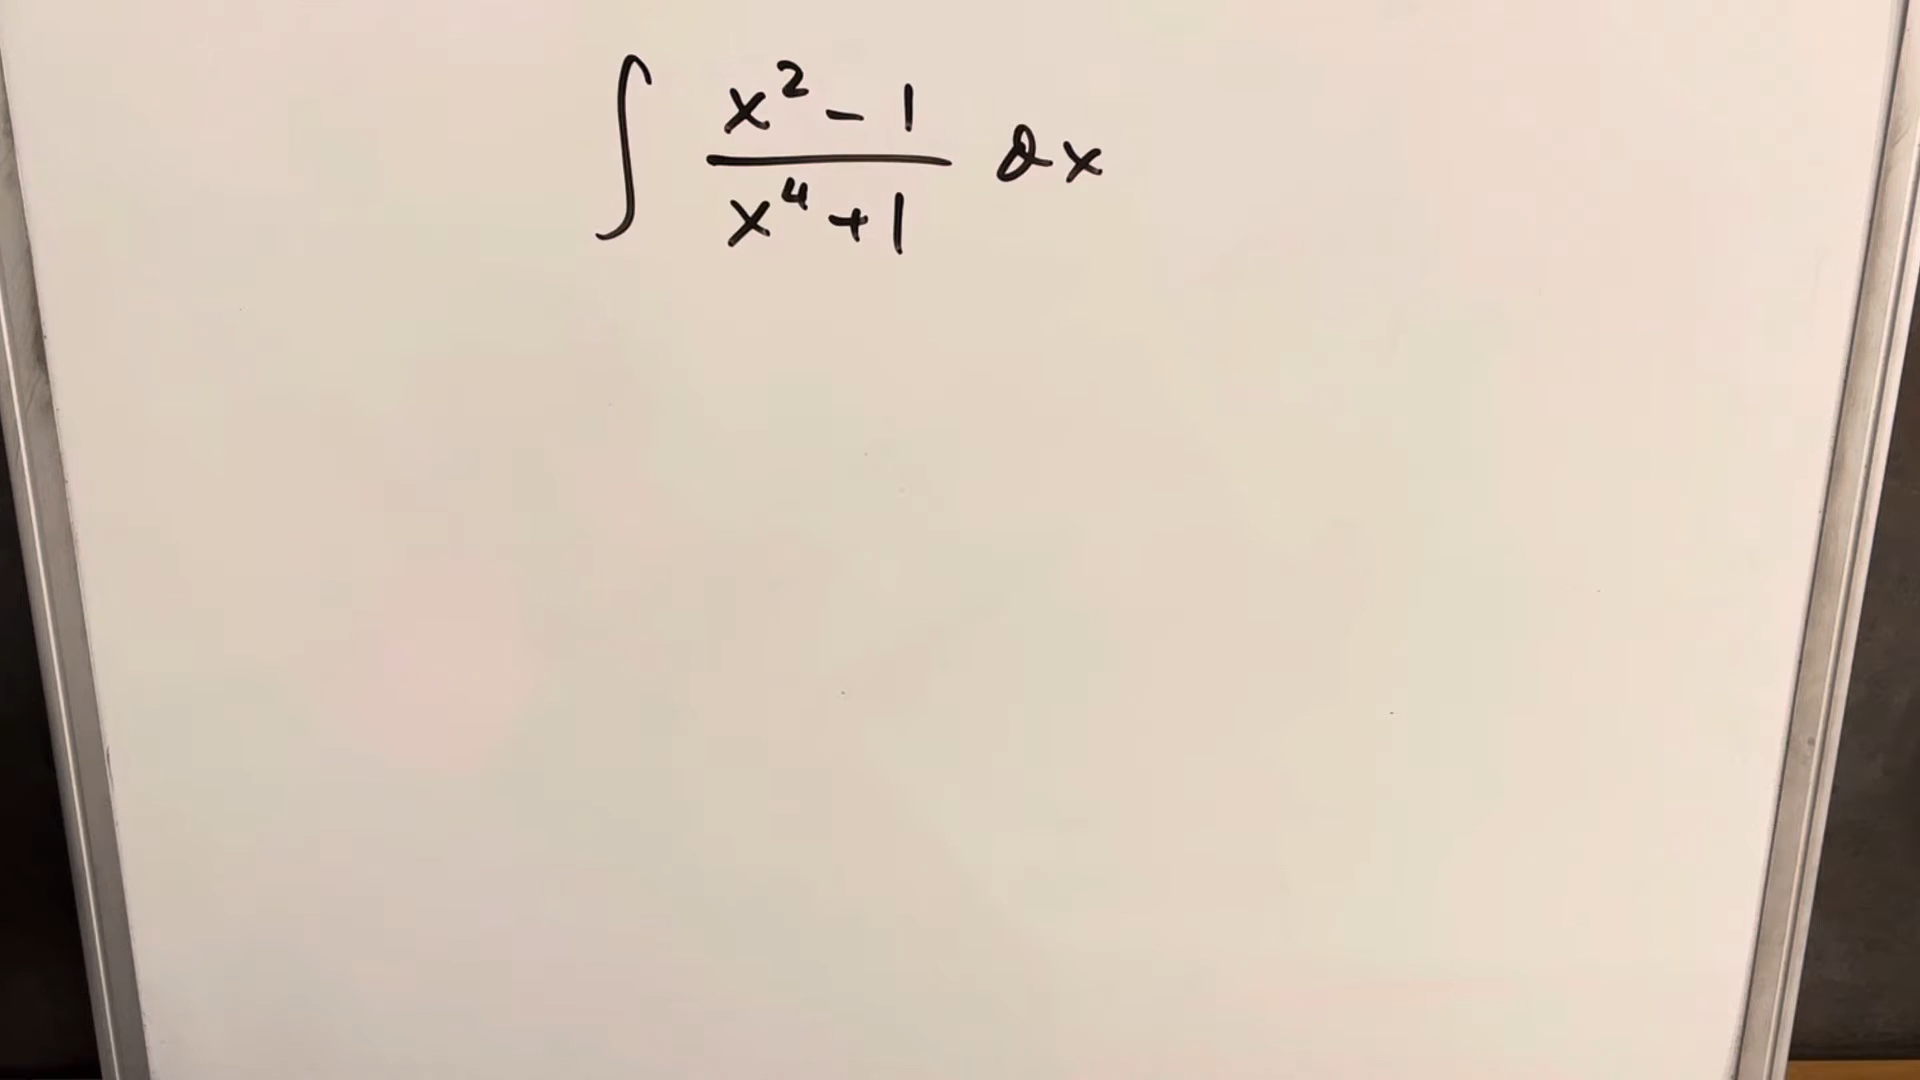 ∫ x² - 1 / x⁴ + 1 dx